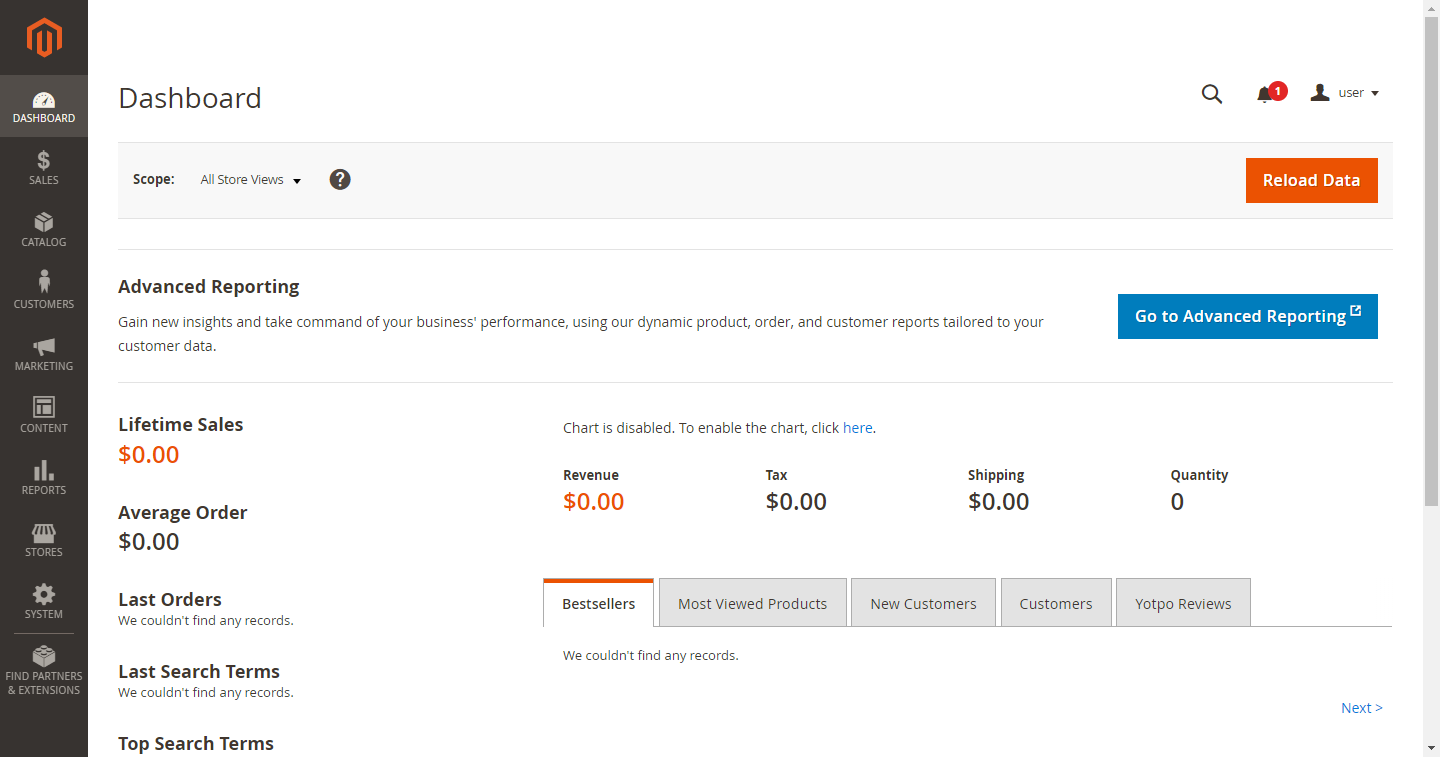 Dashboard
1
user
DASHBOARD
SALES
CATALOG
CUSTOMERS
MARKETING
CONTENT
REPORTS
STORES
SYSTEM
FIND PARTNERS
& EXTENSIONS
Scope: All Store Views ?
Reload Data
Advanced Reporting
Gain new insights and take command of your business' performance, using our dynamic product, order, and customer reports tailored to your
customer data.
Go to Advanced Reporting
Lifetime Sales
$0.00
Average Order
$0.00
Last Orders
We couldn't find any records.
Last Search Terms
We couldn't find any records.
Top Search Terms
Chart is disabled. To enable the chart, click here.
Revenue Tax Shipping Quantity
$0.00 $0.00 $0.00 0
Bestsellers Most Viewed Products New Customers Customers Yotpo Reviews
We couldn't find any records.
Next >